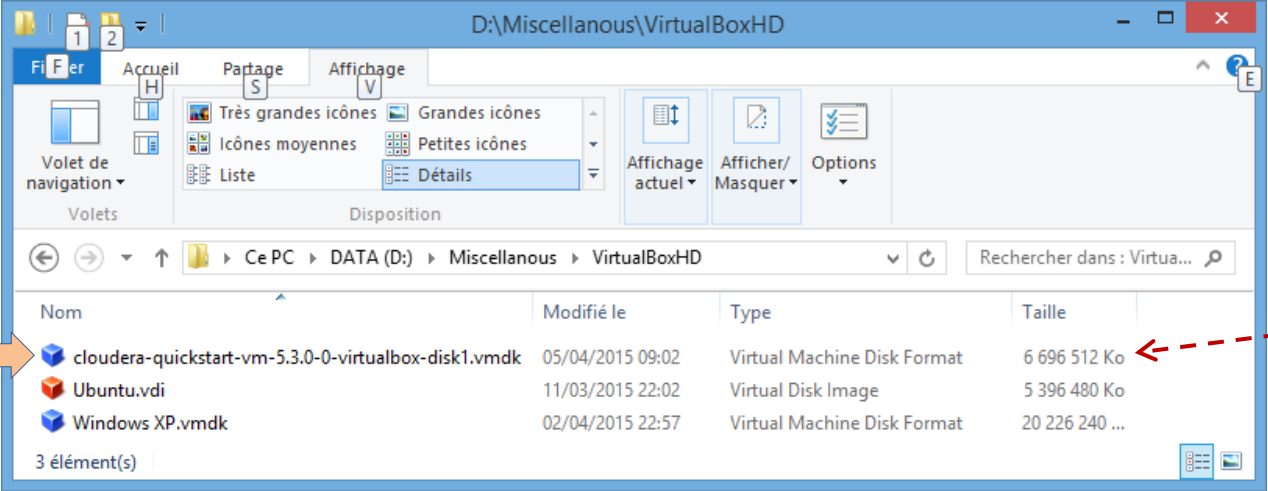 D:\Miscellanous\VirtualBoxHD
1 2
Fi F er Accueil Partage Affichage
H S V E
Très grandes icônes Grandes icônes
Icônes moyennes Petites icônes
Liste Détails
Volet de navigation
Affichage actuel
Afficher/ Masquer
Options
Volets Disposition
Ce PC DATA (D:) Miscellanous VirtualBoxHD Rechercher dans : Virtua...
Nom Modifié le Type Taille
cloudera-quickstart-vm-5.3.0-0-virtualbox-disk1.vmdk 05/04/2015 09:02 Virtual Machine Disk Format 6 696 512 Ko
Ubuntu.vdi 11/03/2015 22:02 Virtual Disk Image 5 396 480 Ko
Windows XP.vmdk 02/04/2015 22:57 Virtual Machine Disk Format 20 226 240 ...
3 élément(s)